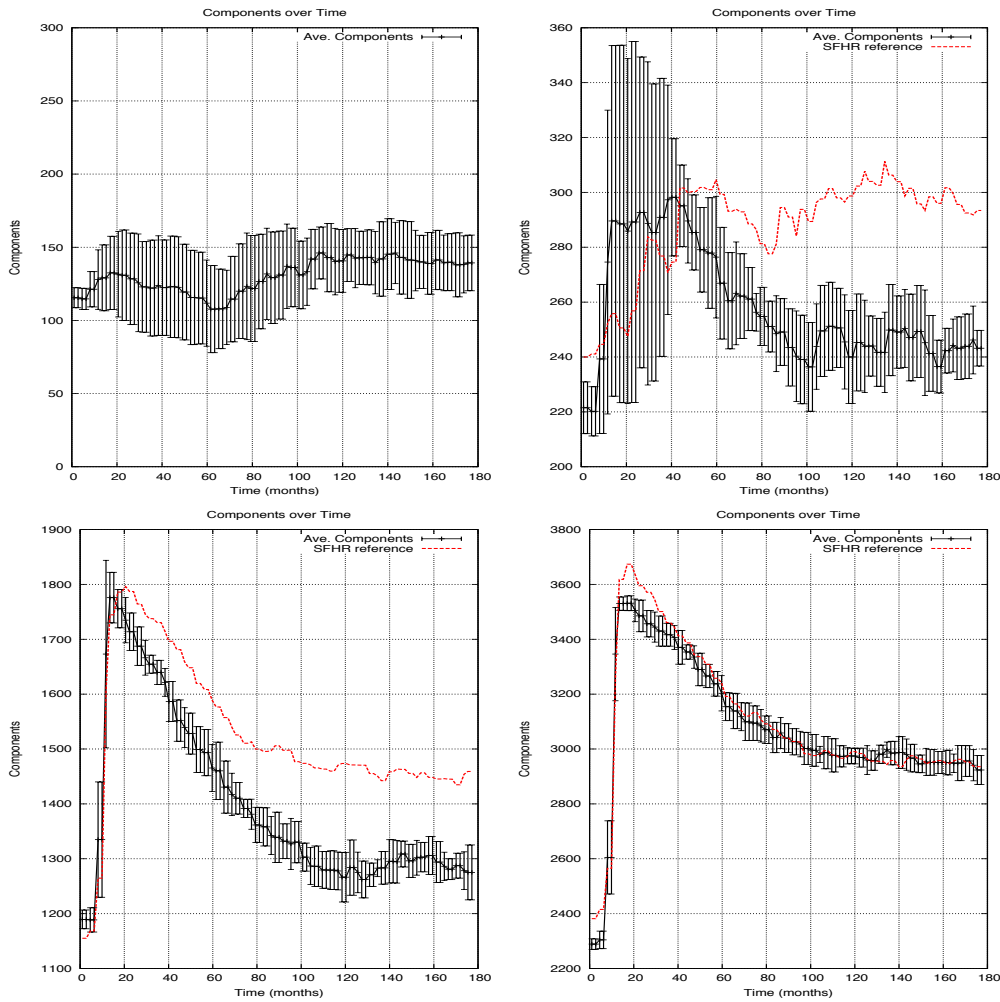 Components over Time
Ave. Components
Components
300
250
200
150
100
50
0
0 20 40 60 80 100 120 140 160 180
Time (months)
Components over Time
Ave. Components
SFHR reference
Components
360
340
320
300
280
260
240
220
200
0 20 40 60 80 100 120 140 160 180
Time (months)
Components over Time
Ave. Components
SFHR reference
Components
1900
1800
1700
1600
1500
1400
1300
1200
1100
0 20 40 60 80 100 120 140 160 180
Time (months)
Components over Time
Ave. Components
SFHR reference
Components
3800
3600
3400
3200
3000
2800
2600
2400
2200
0 20 40 60 80 100 120 140 160 180
Time (months)